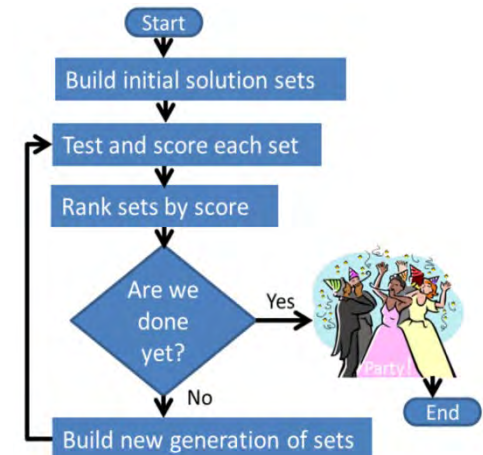 Start
Build initial solution sets
Test and score each set
Rank sets by score
Are we
done
yet?
Yes
Party!
No
End
Build new generation of sets